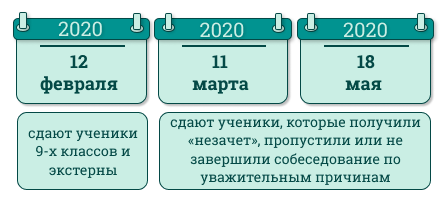 2020
12
февраля
2020
11
марта
2020
18
мая
сдают ученики
9-х классов и
экстерны
сдают ученики, которые получили
«незачет», пропустили или не
завершили собеседование по
уважительным причинам